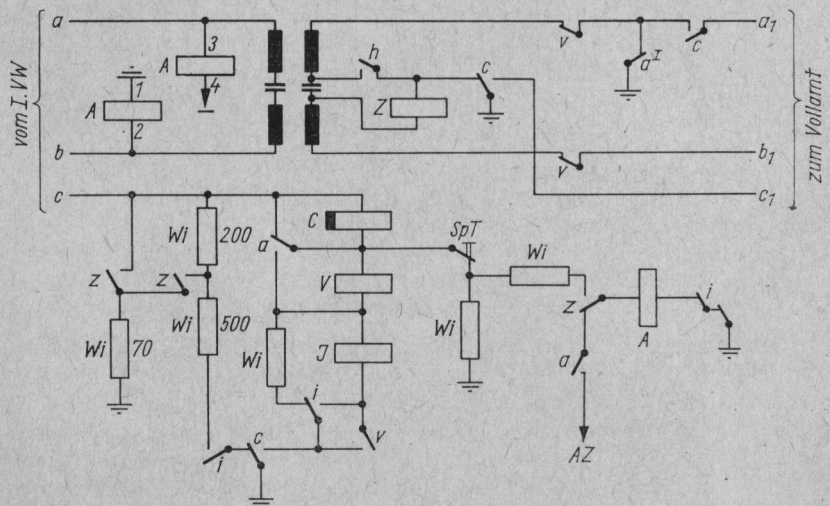 vom I. VW
a
3
A
4
1
A
2
b
c
h
c
Z
v
a^I
c
a₁
v
b₁
c₁
zum Vollamt
z
Wi 200
z
Wi 500
Wi 70
a
C
V
Wi
J
i
v
i
c
SpT
Wi
Wi
z
A
i
a
AZ